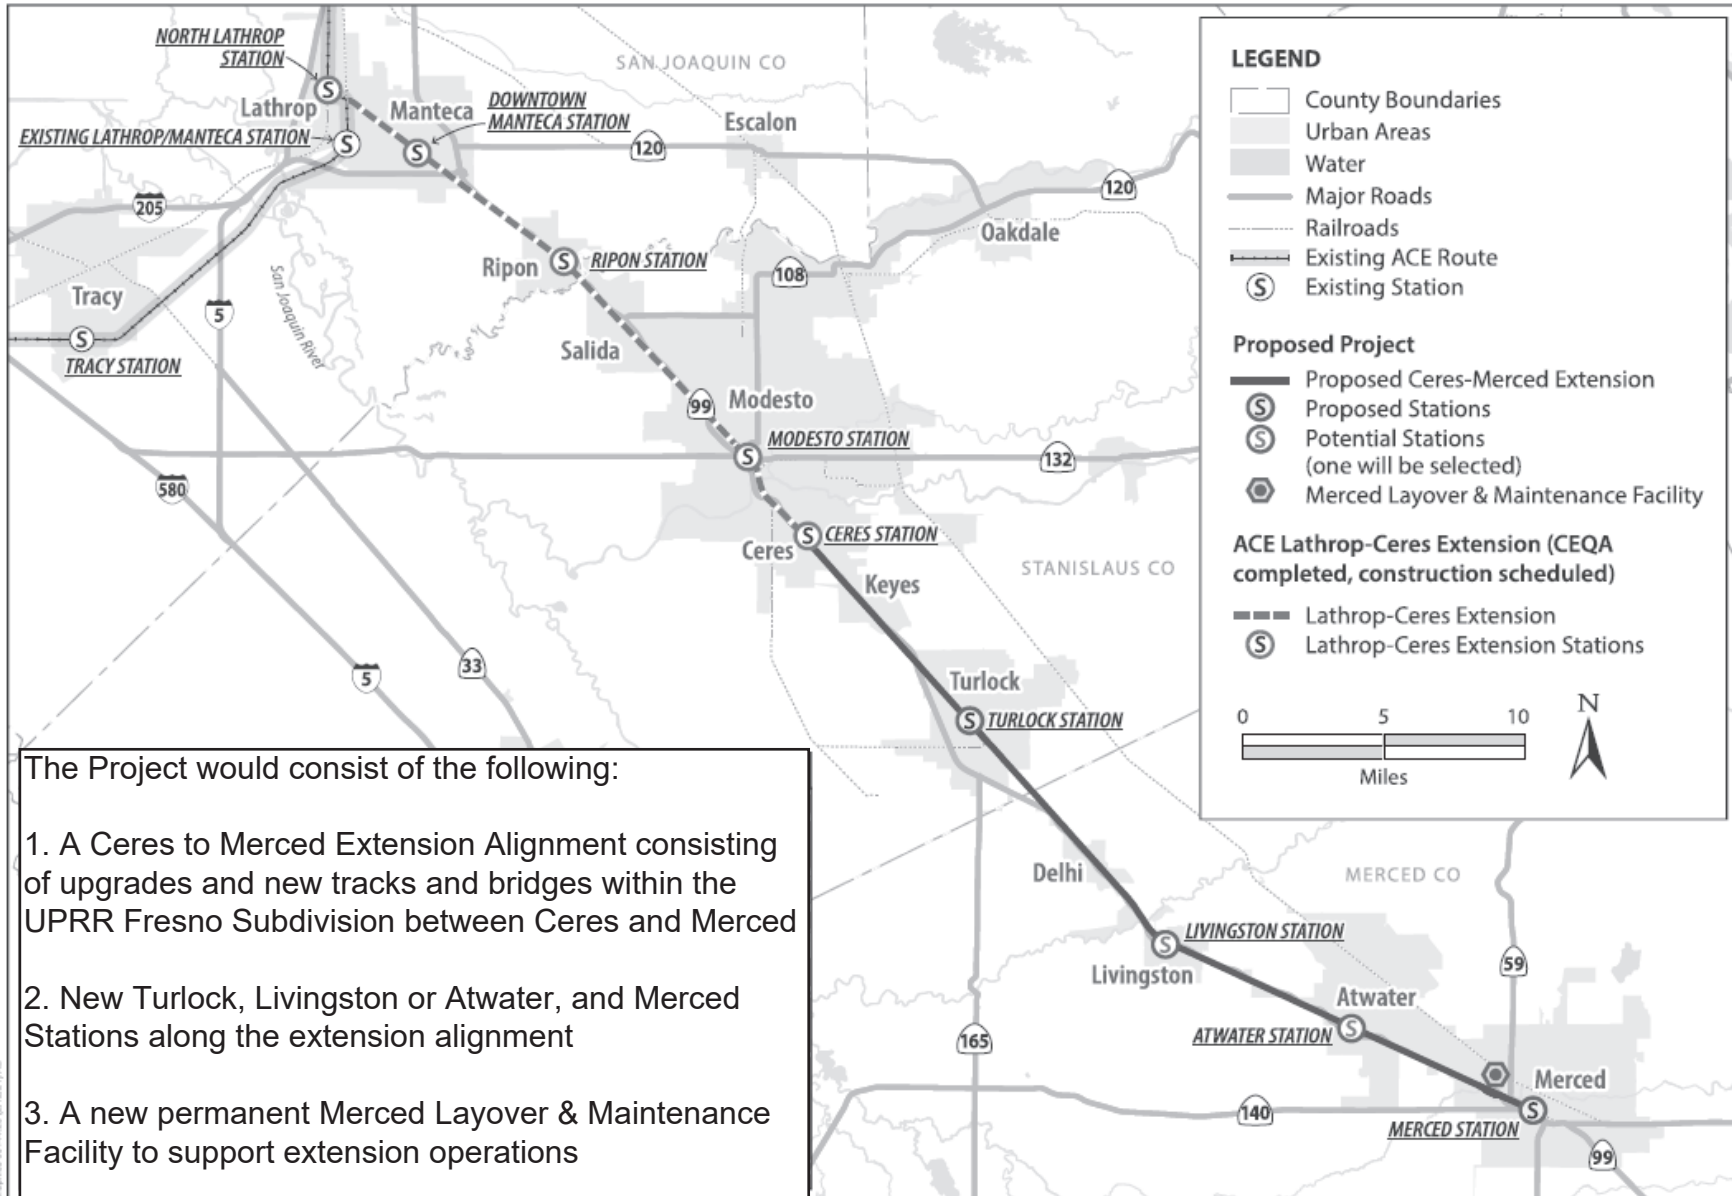 NORTH LATHROP
STATION
Lathrop
EXISTING LATHROP/MANTECA STATION
Manteca
DOWNTOWN
MANTECA STATION
SAN JOAQUIN CO
Escalon
120
120
205
Oakdale
Ripon
RIPON STATION
108
Tracy
5
San Joaquin River
TRACY STATION
Salida
99
Modesto
MODESTO STATION
132
580
Ceres
CERES STATION
STANISLAUS CO
Keyes
5
33
Turlock
TURLOCK STATION
Delhi
MERCED CO
LIVINGSTON STATION
Livingston
59
Atwater
ATWATER STATION
165
Merced
140
MERCED STATION
99
S
S
S
S
S
S
S
S
S
S
S
LEGEND
County Boundaries
Urban Areas
Water
Major Roads
Railroads
Existing ACE Route
S Existing Station
Proposed Project
Proposed Ceres-Merced Extension
S Proposed Stations
S Potential Stations
(one will be selected)
Merced Layover & Maintenance Facility
ACE Lathrop-Ceres Extension (CEQA
completed, construction scheduled)
Lathrop-Ceres Extension
S Lathrop-Ceres Extension Stations
0 5 10
Miles
N
The Project would consist of the following:
1. A Ceres to Merced Extension Alignment consisting
of upgrades and new tracks and bridges within the
UPRR Fresno Subdivision between Ceres and Merced
2. New Turlock, Livingston or Atwater, and Merced
Stations along the extension alignment
3. A new permanent Merced Layover & Maintenance
Facility to support extension operations